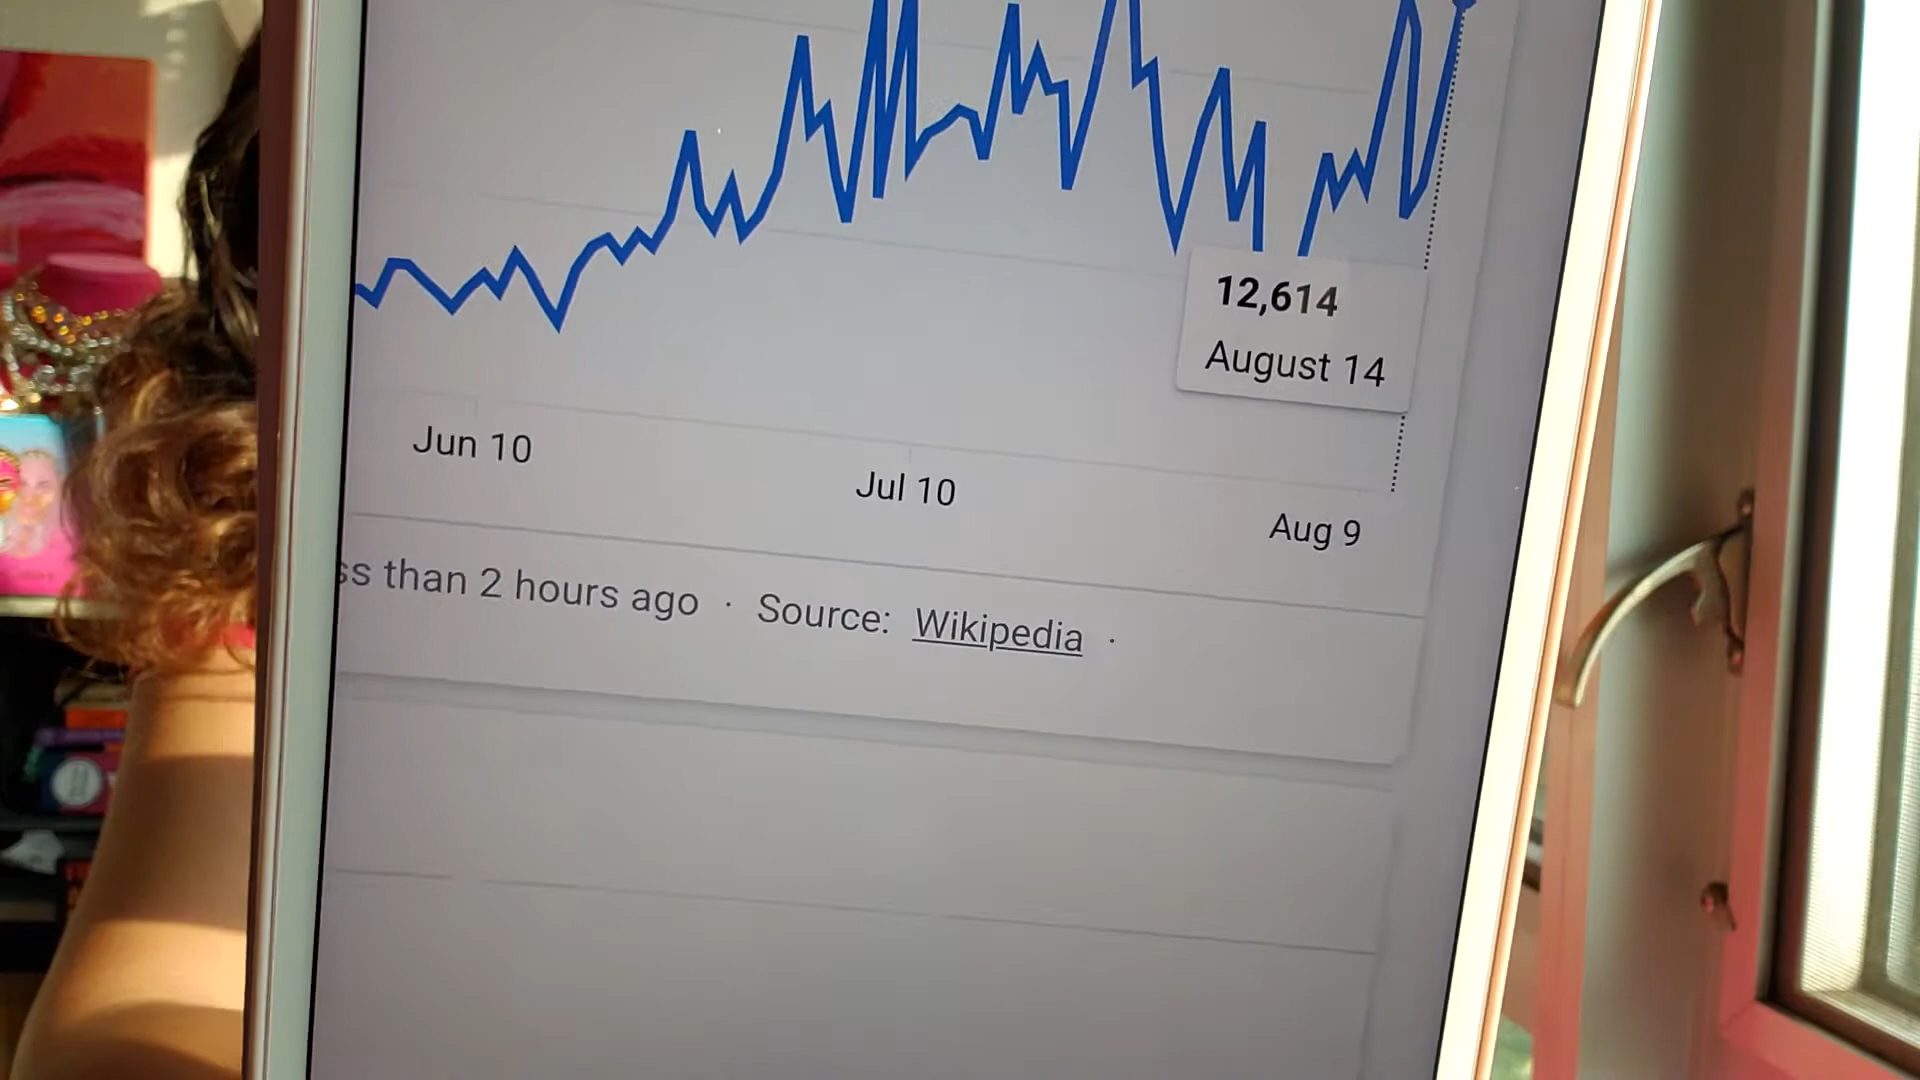 12,614
August 14
Jun 10
Jul 10
Aug 9
than 2 hours ago · Source: Wikipedia ·